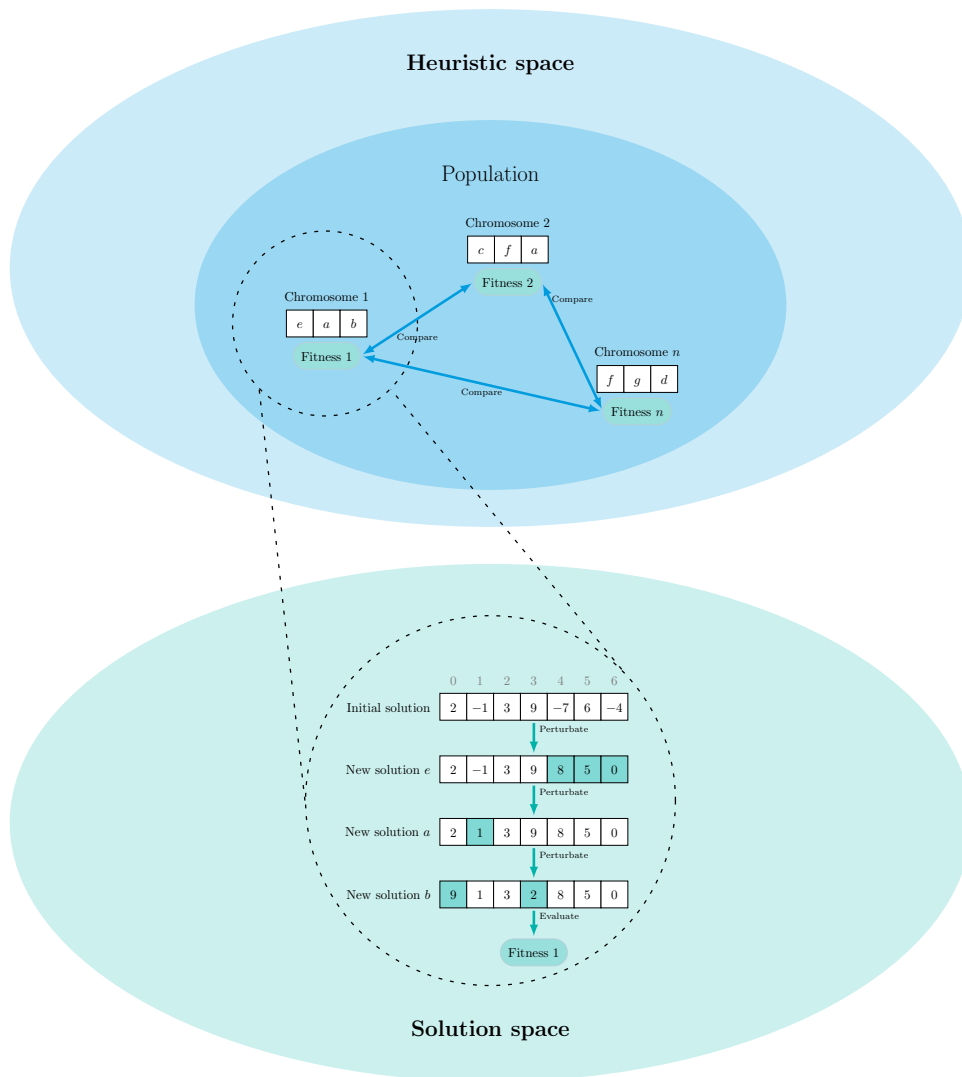 Heuristic space
Population
Chromosome 2
c f a
Fitness 2
Chromosome 1
e a b
Fitness 1
Compare
Compare
Compare
Chromosome n
f g d
Fitness n
0 1 2 3 4 5 6
Initial solution 2 −1 3 9 −7 6 −4
Perturbate
New solution e 2 −1 3 9 8 5 0
Perturbate
New solution a 2 1 3 9 8 5 0
Perturbate
New solution b 9 1 3 2 8 5 0
Evaluate
Fitness 1
Solution space